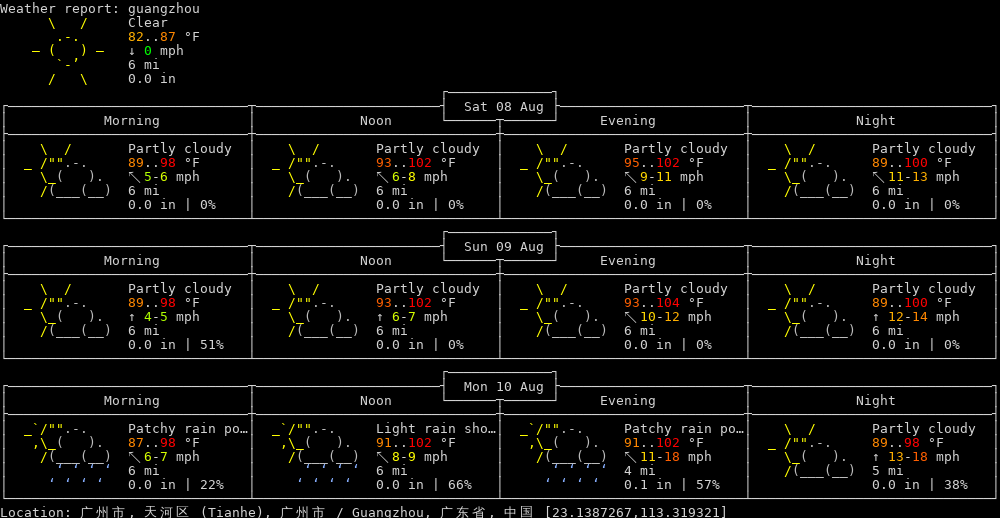 Weather report: guangzhou
Clear
82..87 °F
↓ 0 mph
6 mi
0.0 in
Sat 08 Aug
Morning Noon Evening Night
Partly cloudy Partly cloudy Partly cloudy Partly cloudy
89..98 °F 93..102 °F 95..102 °F 89..100 °F
↖ 5-6 mph ↖ 6-8 mph ↖ 9-11 mph ↖ 11-13 mph
6 mi 6 mi 6 mi 6 mi
0.0 in | 0% 0.0 in | 0% 0.0 in | 0% 0.0 in | 0%
Sun 09 Aug
Morning Noon Evening Night
Partly cloudy Partly cloudy Partly cloudy Partly cloudy
89..98 °F 93..102 °F 93..104 °F 89..100 °F
↑ 4-5 mph ↑ 6-7 mph ↖ 10-12 mph ↑ 12-14 mph
6 mi 6 mi 6 mi 6 mi
0.0 in | 51% 0.0 in | 0% 0.0 in | 0% 0.0 in | 0%
Mon 10 Aug
Morning Noon Evening Night
Patchy rain po… Light rain sho… Patchy rain po… Partly cloudy
87..98 °F 91..102 °F 91..102 °F 89..98 °F
↖ 6-7 mph ↖ 8-9 mph ↖ 11-18 mph ↑ 13-18 mph
6 mi 6 mi 4 mi 5 mi
0.0 in | 22% 0.0 in | 66% 0.1 in | 57% 0.0 in | 38%
Location: 广州市, 天河区 (Tianhe), 广州市 / Guangzhou, 广东省, 中国 [23.1387267,113.319321]